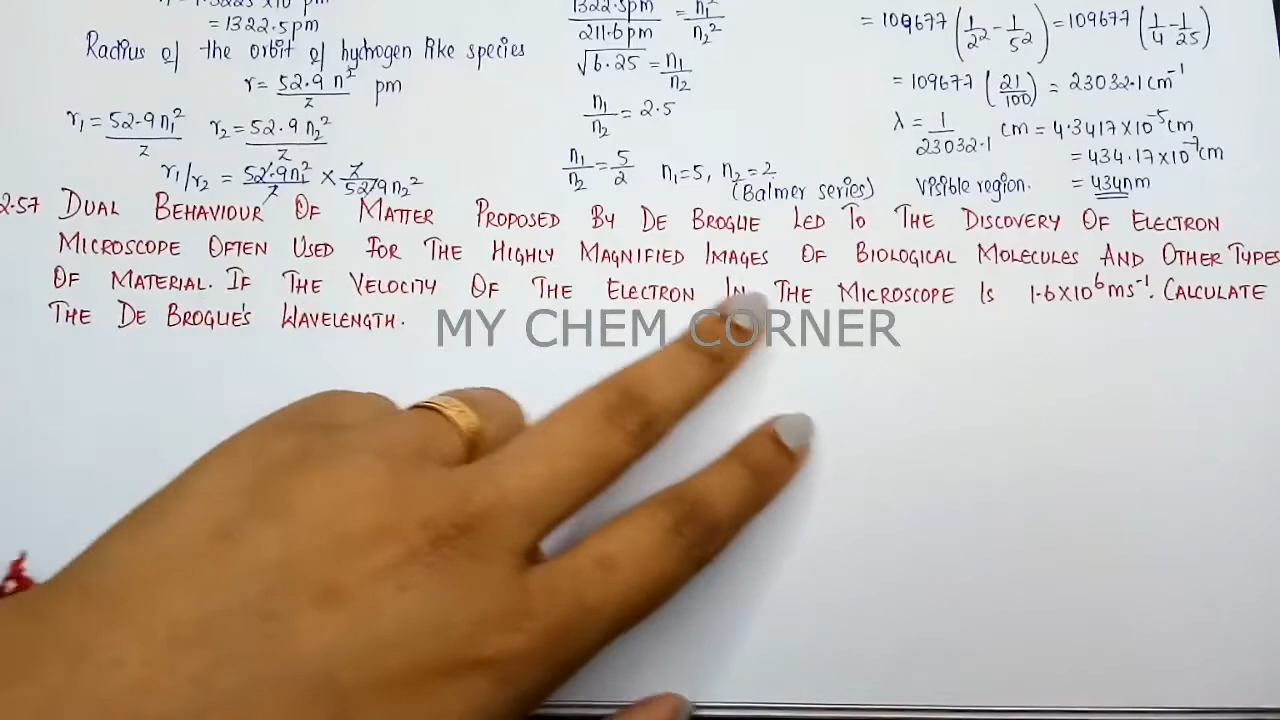 = 1322.5pm
Radius of the orbit of hydrogen like species
r = 52.9 n² / z pm
r₁ = 52.9 n₁² / z r₂ = 52.9 n₂² / z
r₁/r₂ = 52.9 n₁² / z × z / 52.9 n₂²
1322.5pm / 211.6pm = n₁² / n₂²
√6.25 = n₁ / n₂
n₁ / n₂ = 2.5
n₁ / n₂ = 5 / 2 n₁=5, n₂=2
(Balmer series)
= 109677 (1/2² - 1/5²) = 109677 (1/4 - 1/25)
= 109677 (21/100) = 23032.1 cm⁻¹
λ = 1 / 23032.1 cm = 4.3417×10⁻⁵cm
= 434.17×10⁻⁷cm
Visible region. = 434nm
2.57 DUAL BEHAVIOUR OF MATTER PROPOSED BY DE BROGLIE LED TO THE DISCOVERY OF ELECTRON
MICROSCOPE OFTEN USED FOR THE HIGHLY MAGNIFIED IMAGES OF BIOLOGICAL MOLECULES AND OTHER TYPES
OF MATERIAL. IF THE VELOCITY OF THE ELECTRON IN THE MICROSCOPE IS 1.6×10⁶ms⁻¹. CALCULATE
THE DE BROGLIE'S WAVELENGTH.
MY CHEM CORNER